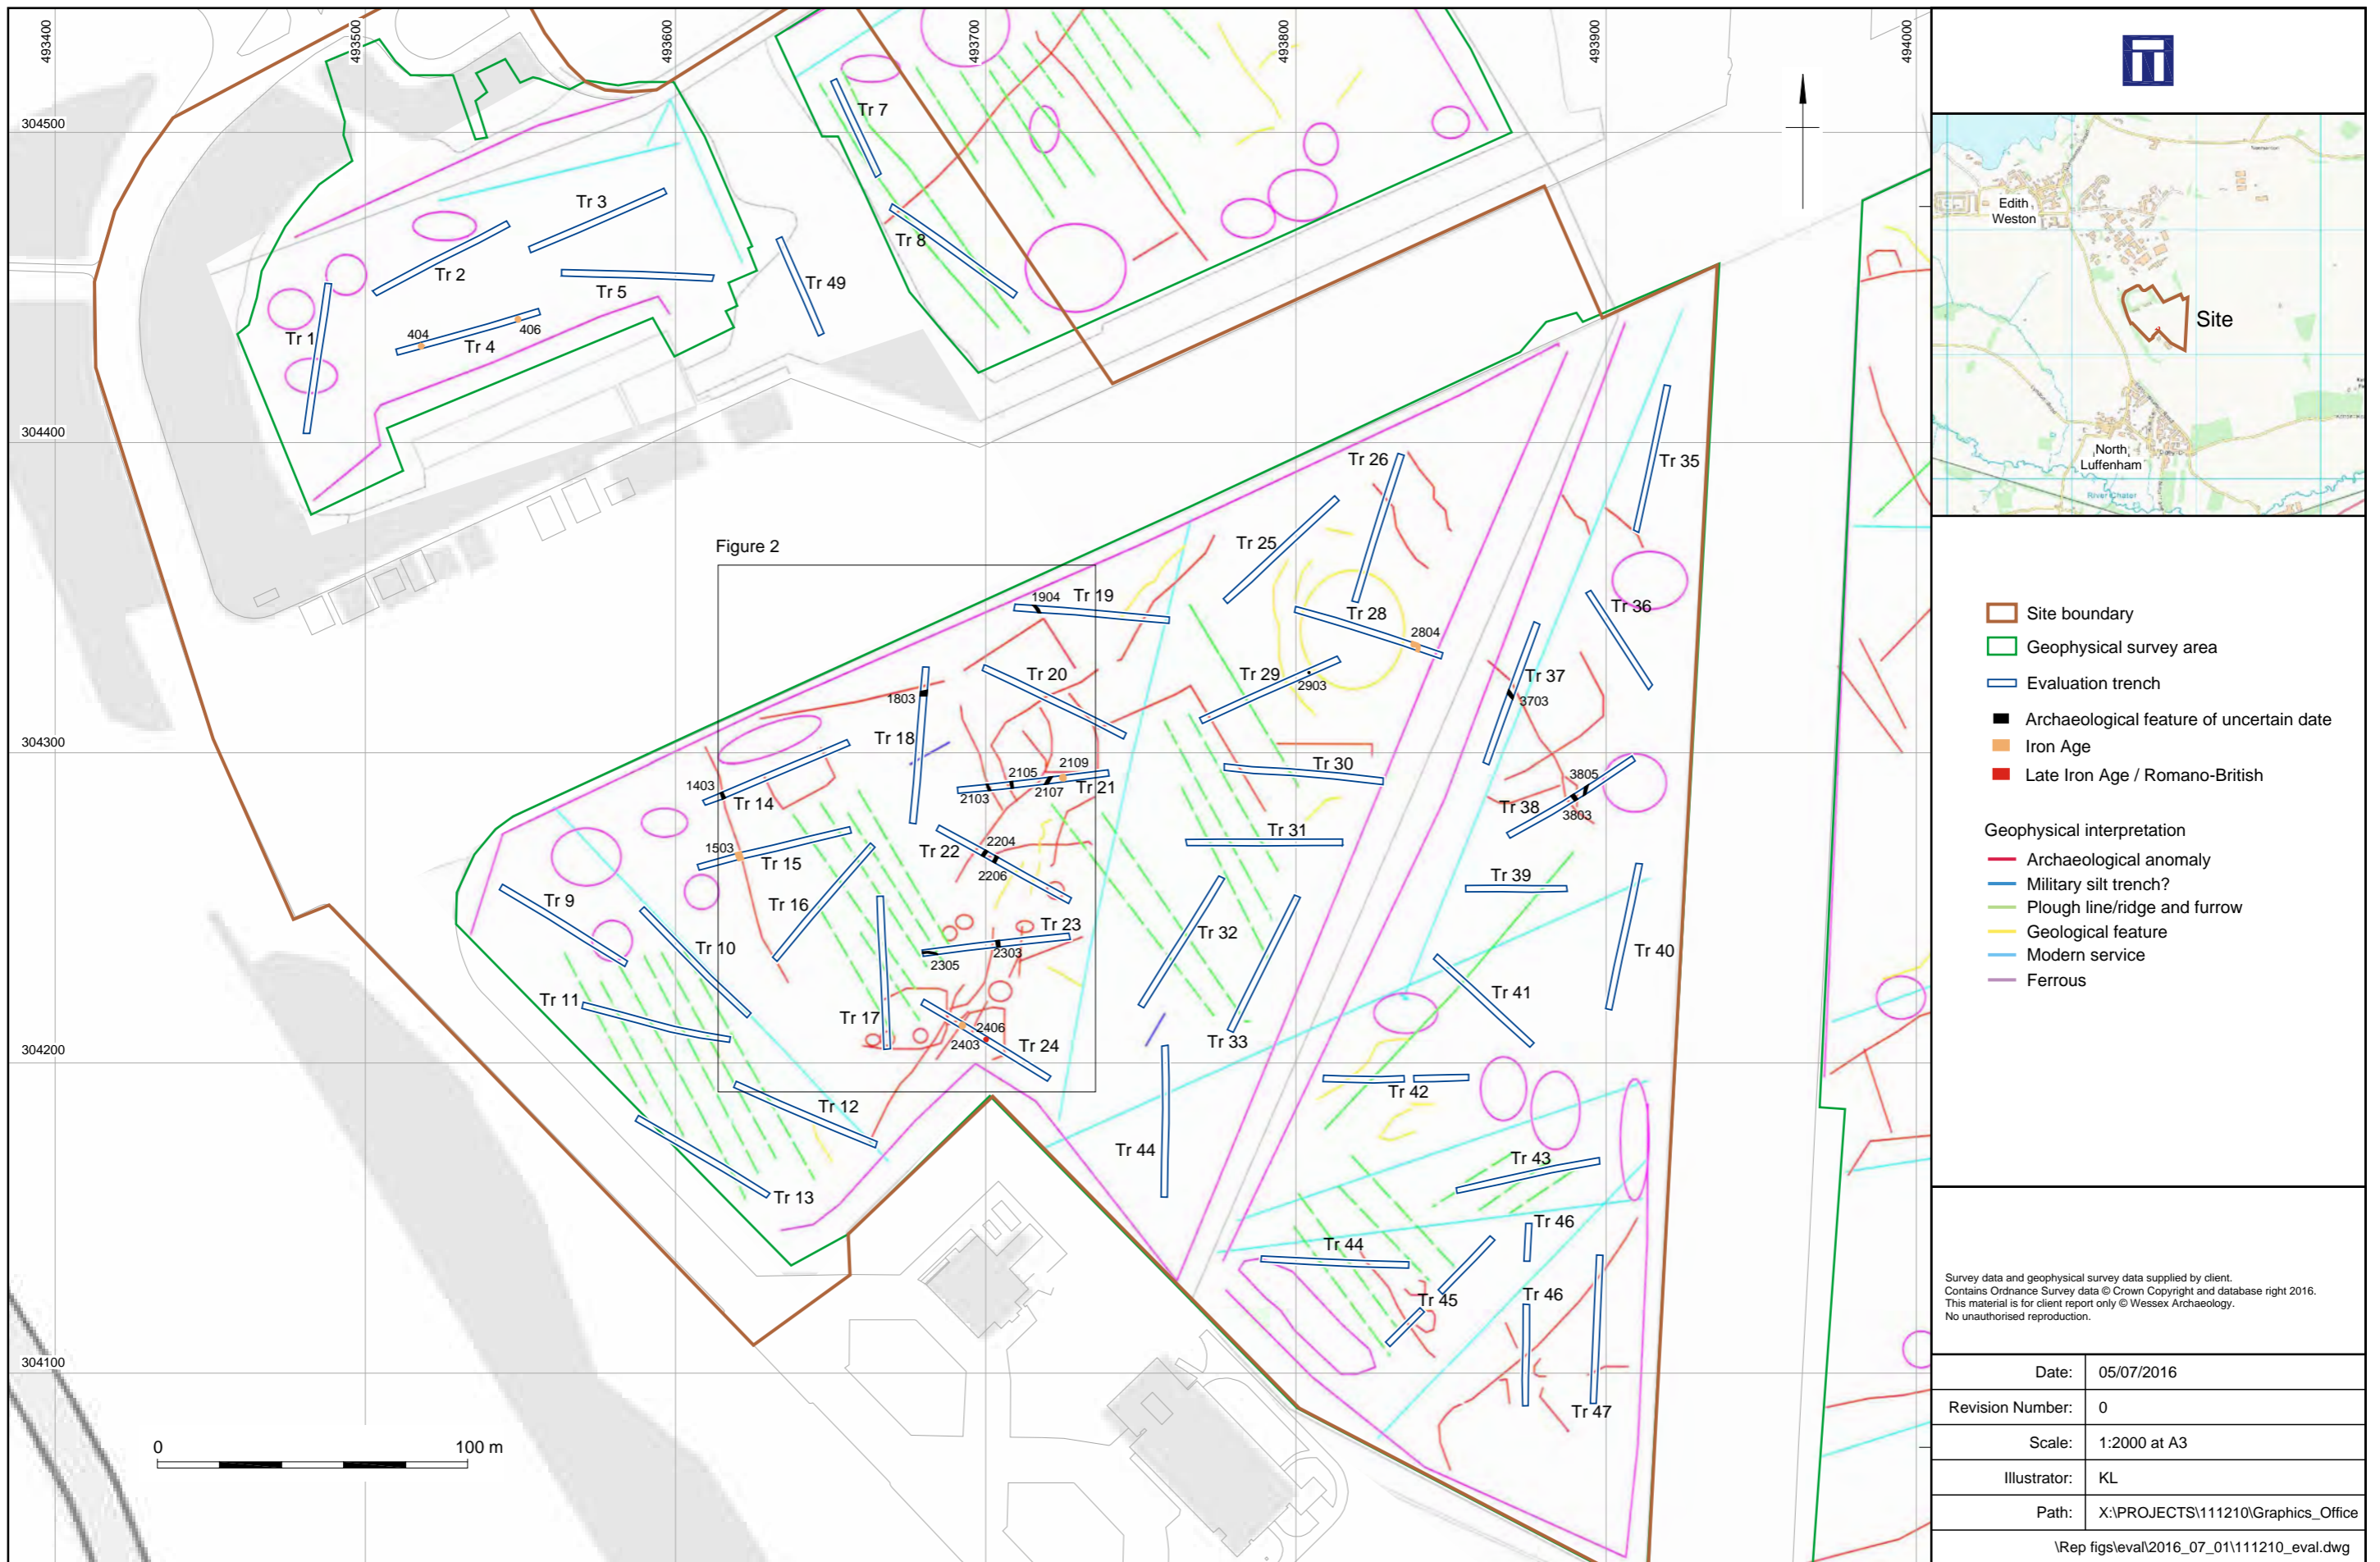 493400
493500
493600
493700
493800
493900
494000
304500
304400
304300
304200
304100
Tr 7
Tr 3
Tr 8
Tr 2
Tr 5
Tr 49
Tr 1
404
406
Tr 4
Tr 26
Tr 35
Figure 2
Tr 25
1904
Tr 19
Tr 28
2804
Tr 36
Tr 20
Tr 29
2903
Tr 37
3703
1803
Tr 18
2105
2109
2103
2107
Tr 21
1403
Tr 14
Tr 30
3805
Tr 38
3803
1503
Tr 15
Tr 22
2204
2206
Tr 31
Tr 39
Tr 9
Tr 16
Tr 10
Tr 23
2303
2305
Tr 32
Tr 40
Tr 41
Tr 11
Tr 17
2406
2403
Tr 24
Tr 33
Tr 42
Tr 12
Tr 44
Tr 43
Tr 13
Tr 46
Tr 44
Tr 45
Tr 46
Tr 47
0
100 m
Edith
Weston
Site
North
Luffenham
River Chater
Site boundary
Geophysical survey area
Evaluation trench
Archaeological feature of uncertain date
Iron Age
Late Iron Age / Romano-British
Geophysical interpretation
Archaeological anomaly
Military silt trench?
Plough line/ridge and furrow
Geological feature
Modern service
Ferrous
Survey data and geophysical survey data supplied by client.
Contains Ordnance Survey data © Crown Copyright and database right 2016.
This material is for client report only © Wessex Archaeology.
No unauthorised reproduction.
Date: 05/07/2016
Revision Number: 0
Scale: 1:2000 at A3
Illustrator: KL
Path: X:\PROJECTS\111210\Graphics_Office
\Rep figs\eval\2016_07_01\111210_eval.dwg